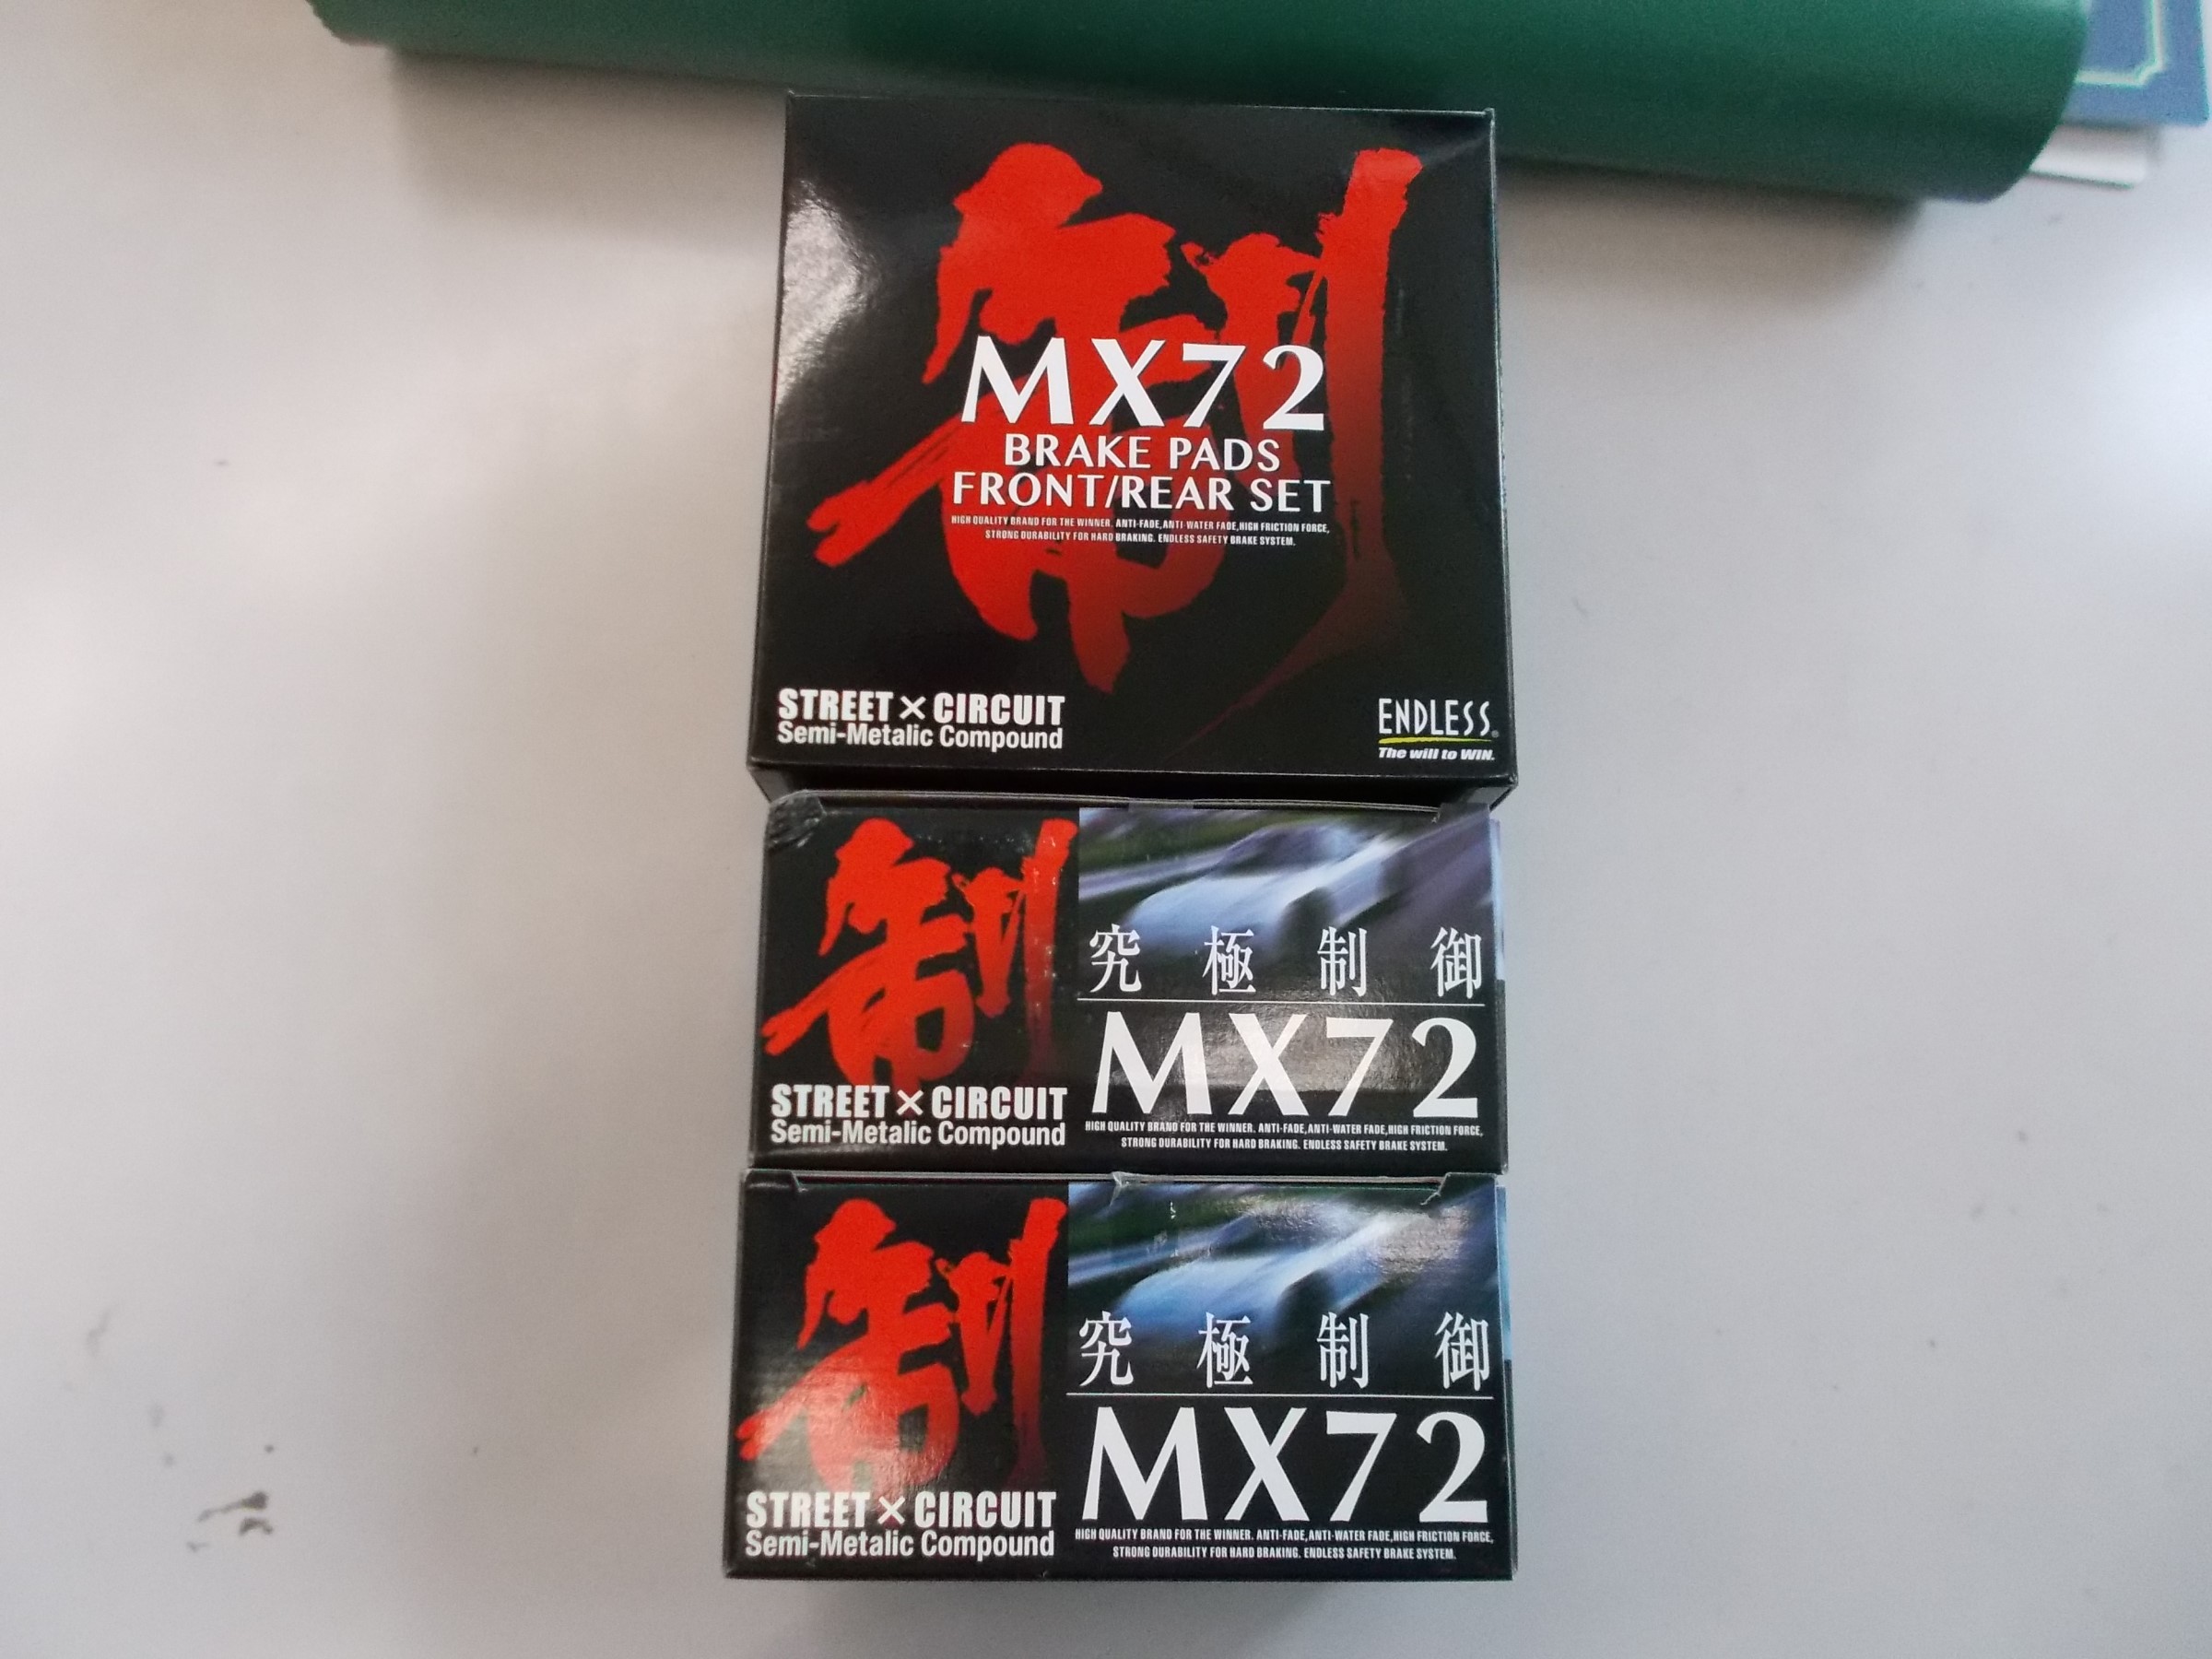 制
MX72
BRAKE PADS
FRONT/REAR SET
HIGH QUALITY BRAND FOR THE WINNER. ANTI-FADE,ANTI-WATER FADE,HIGH FRICTION FORCE,
STRONG DURABILITY FOR HARD BRAKING. ENDLESS SAFETY BRAKE SYSTEM.
STREET×CIRCUIT
Semi-Metalic Compound
ENDLESS®
The will to WIN.
制
STREET×CIRCUIT
Semi-Metalic Compound
究極制御
MX72
HIGH QUALITY BRAND FOR THE WINNER. ANTI-FADE,ANTI-WATER FADE,HIGH FRICTION FORCE,
STRONG DURABILITY FOR HARD BRAKING. ENDLESS SAFETY BRAKE SYSTEM.
制
STREET×CIRCUIT
Semi-Metalic Compound
究極制御
MX72
HIGH QUALITY BRAND FOR THE WINNER. ANTI-FADE,ANTI-WATER FADE,HIGH FRICTION FORCE,
STRONG DURABILITY FOR HARD BRAKING. ENDLESS SAFETY BRAKE SYSTEM.